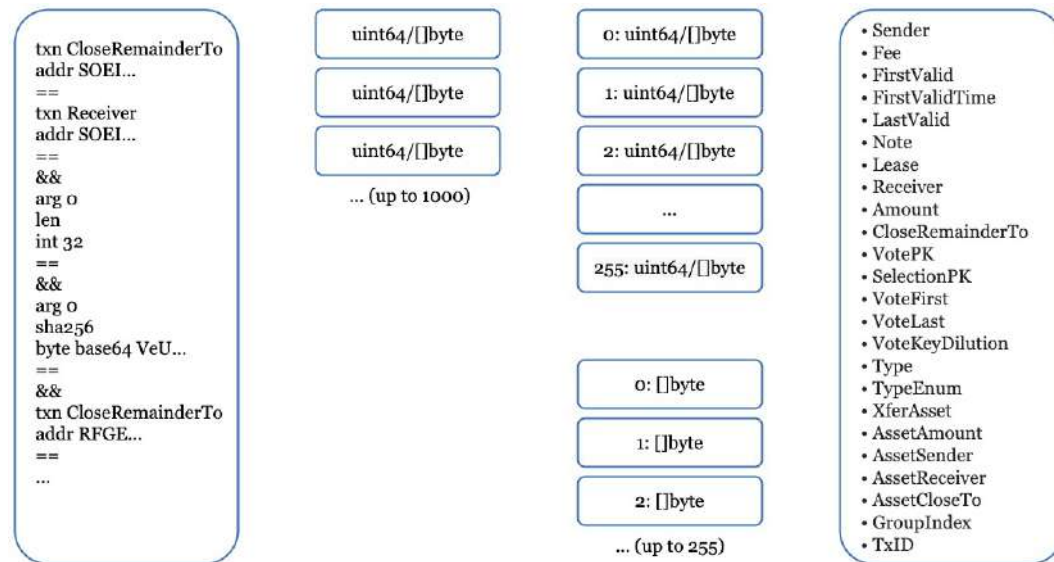 txn CloseRemainderTo
addr SOEI...
==
txn Receiver
addr SOEI...
==
&&
arg 0
len
int 32
==
&&
arg 0
sha256
byte base64 VeU...
==
&&
txn CloseRemainderTo
addr RFGE...
==
...
uint64/[]byte
uint64/[]byte
uint64/[]byte
... (up to 1000)
0: uint64/[]byte
1: uint64/[]byte
2: uint64/[]byte
...
255: uint64/[]byte
0: []byte
1: []byte
2: []byte
... (up to 255)
• Sender
• Fee
• FirstValid
• FirstValidTime
• LastValid
• Note
• Lease
• Receiver
• Amount
• CloseRemainderTo
• VotePK
• SelectionPK
• VoteFirst
• VoteLast
• VoteKeyDilution
• Type
• TypeEnum
• XferAsset
• AssetAmount
• AssetSender
• AssetReceiver
• AssetCloseTo
• GroupIndex
• TxID